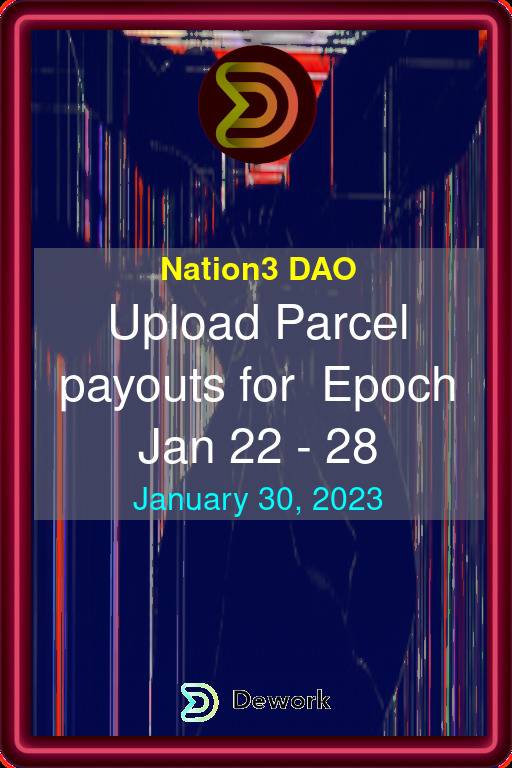 Nation3 DAO
Upload Parcel
payouts for  Epoch
Jan 22 - 28
January 30, 2023
Dework